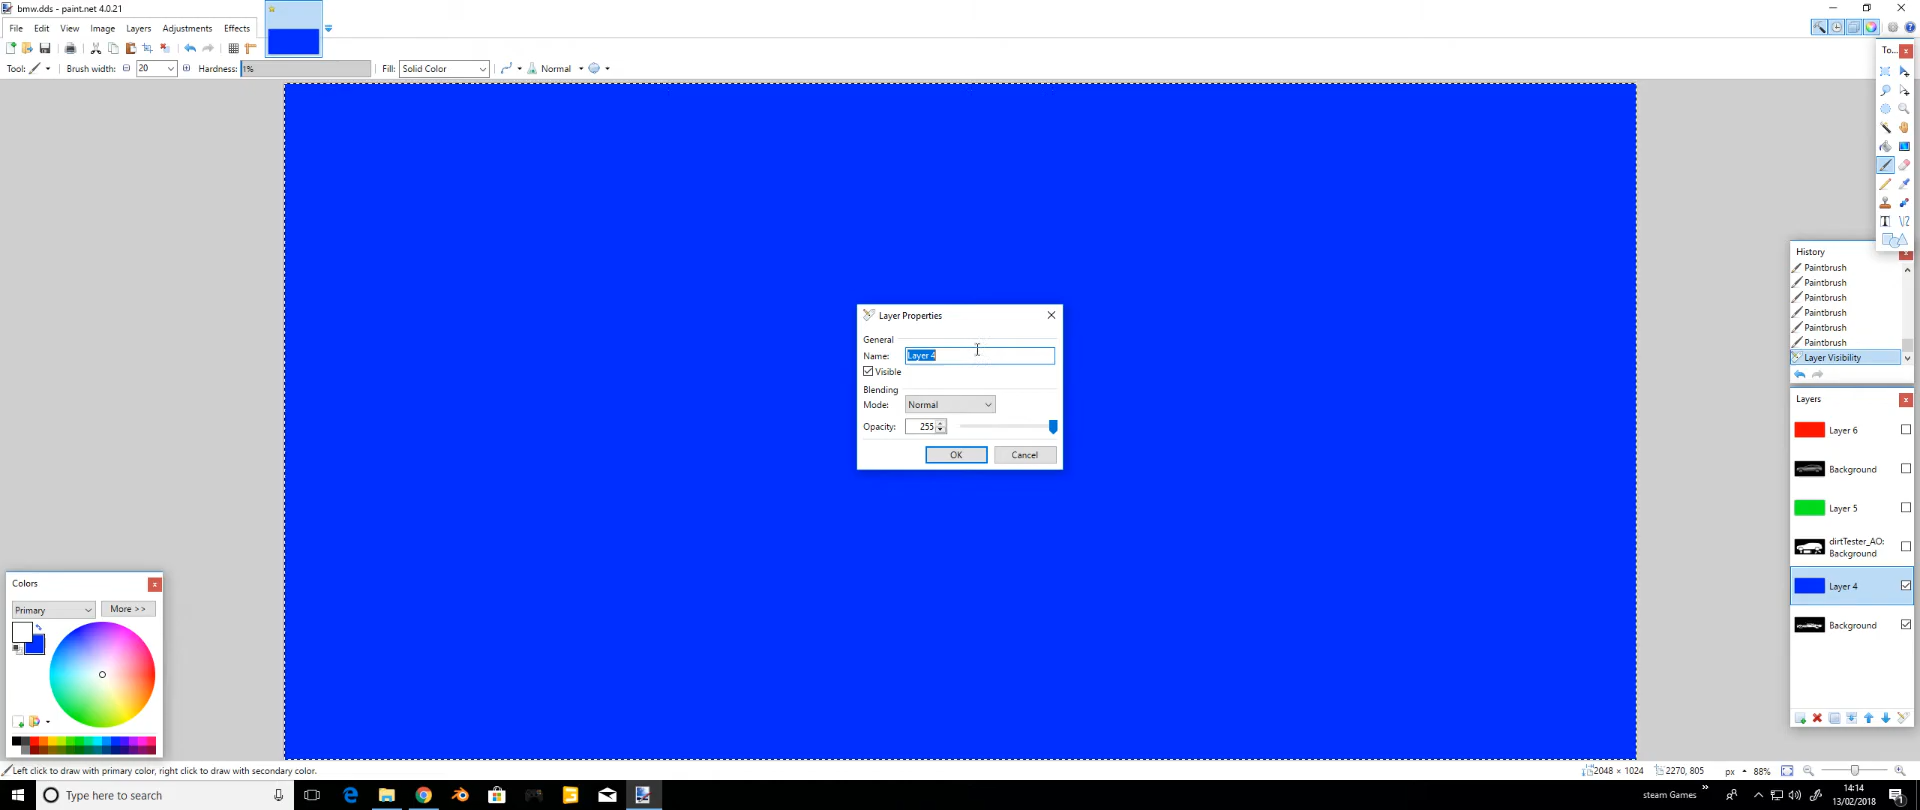 bmw.dds - paint.net 4.0.21
File Edit View Image Layers Adjustments Effects
Tool: Brush width: 20 Hardness: 1% Fill: Solid Color Normal
To...
Layer Properties
General
Name: Layer 4
Visible
Blending
Mode: Normal
Opacity: 255
OK Cancel
History
Paintbrush
Paintbrush
Paintbrush
Paintbrush
Paintbrush
Paintbrush
Layer Visibility
Layers
Layer 6
Background
Layer 5
dirtTester_AO:
Background
Layer 4
Background
Colors
Primary More >>
Left click to draw with primary color, right click to draw with secondary color.
2048 × 1024 2270, 805 px 88%
Type here to search
steam Games
14:14
13/02/2018